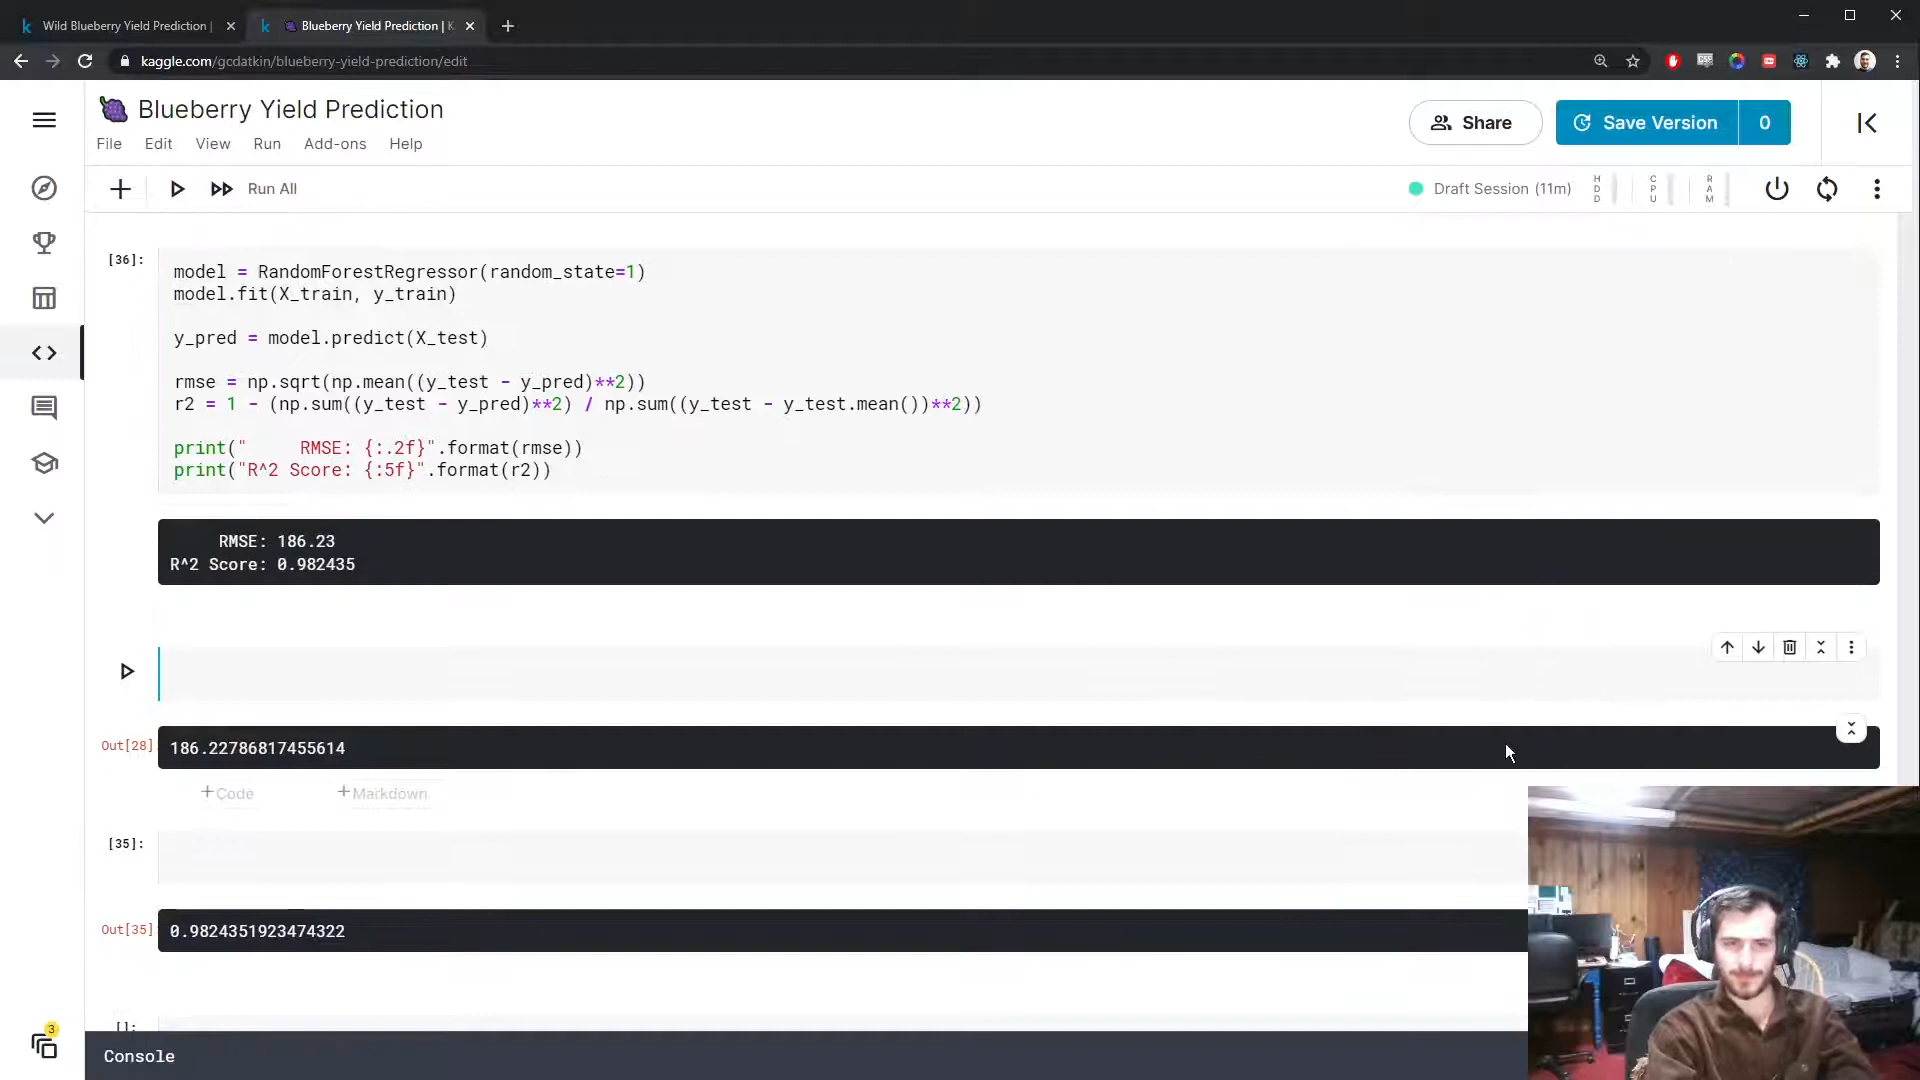 Wild Blueberry Yield Prediction |
Blueberry Yield Prediction | K
kaggle.com/gcdatkin/blueberry-yield-prediction/edit
Blueberry Yield Prediction
Share
Save Version
0
File
Edit
View
Run
Add-ons
Help
Run All
Draft Session (11m)
HDD
CPU
RAM
[36]:
model = RandomForestRegressor(random_state=1)
model.fit(X_train, y_train)
y_pred = model.predict(X_test)
rmse = np.sqrt(np.mean((y_test - y_pred)**2))
r2 = 1 - (np.sum((y_test - y_pred)**2) / np.sum((y_test - y_test.mean())**2))
print("     RMSE: {:.2f}".format(rmse))
print("R^2 Score: {:5f}".format(r2))
RMSE: 186.23
R^2 Score: 0.982435
Out[28]
186.22786817455614
+Code
+Markdown
[35]:
Out[35]
0.9824351923474322
[]:
3
Console